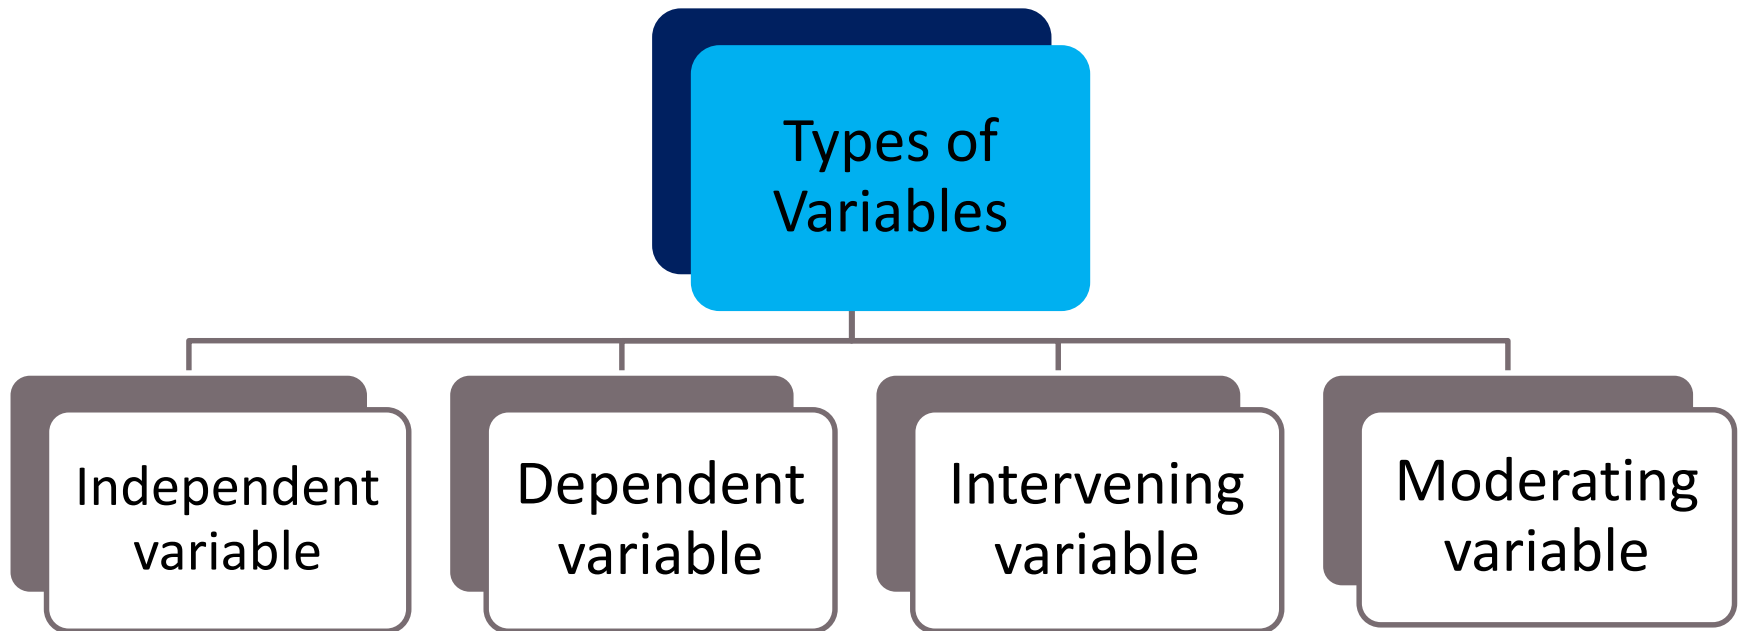 Types of
Variables
Independent
variable
Dependent
variable
Intervening
variable
Moderating
variable